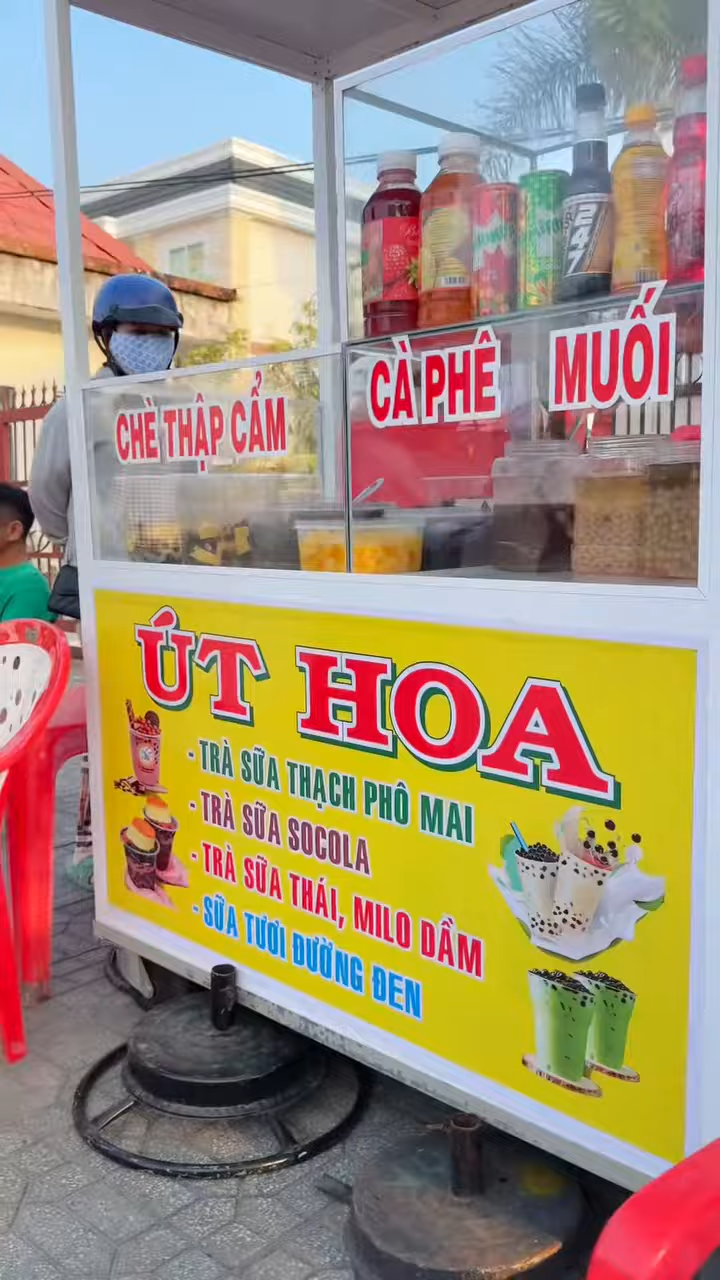 247
CHÈ THẬP CẨM
CÀ PHÊ MUỐI
ÚT HOA
- TRÀ SỮA THẠCH PHÔ MAI
- TRÀ SỮA SOCOLA
- TRÀ SỮA THÁI, MILO DẦM
- SỮA TƯƠI ĐƯỜNG ĐEN